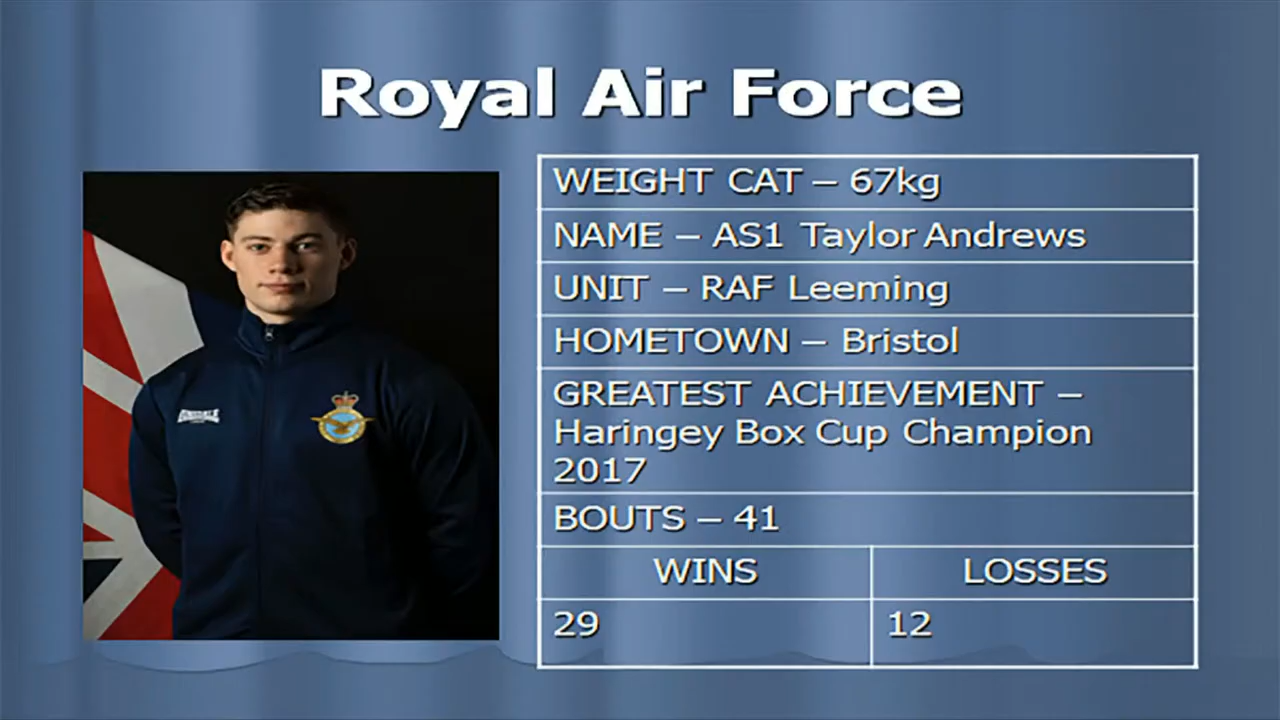 Royal Air Force
WEIGHT CAT – 67kg
NAME – AS1 Taylor Andrews
UNIT – RAF Leeming
HOMETOWN – Bristol
GREATEST ACHIEVEMENT –
Haringey Box Cup Champion
2017
BOUTS – 41
WINS LOSSES
29 12
LONSDALE